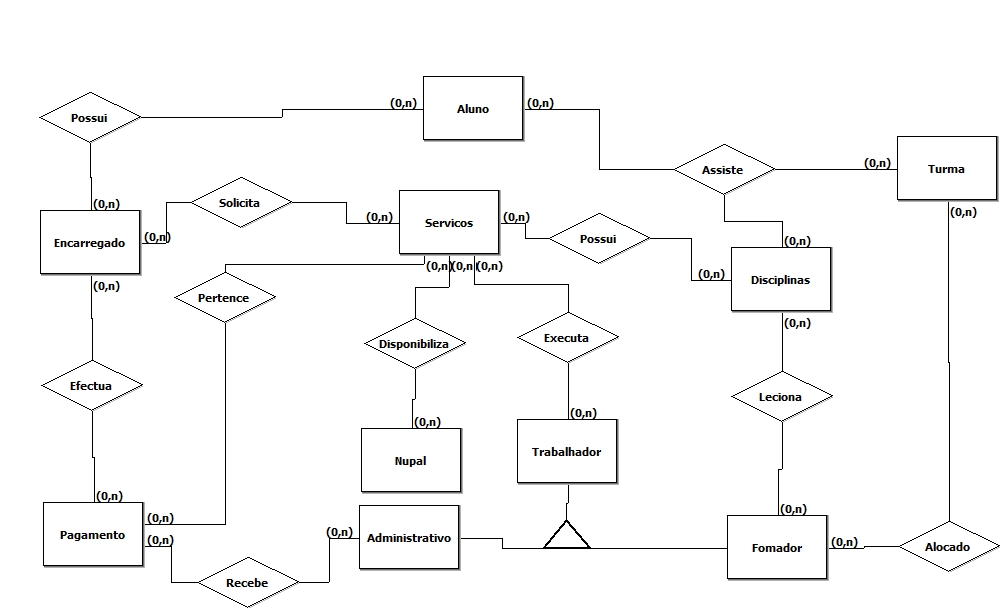 (0,n)
Aluno
(0,n)
Possui
Assiste
(0,n)
Turma
(0,n)
Solicita
(0,n)
(0,n)
Servicos
(0,n)
Encarregado
(0,n)
Possui
(0,n)
(0,n)
(0,n)
(0,n)
(0,n)
(0,n)
Disciplinas
(0,n)
Pertence
(0,n)
Disponibiliza
Executa
Efectua
Leciona
(0,n)
(0,n)
Nupal
Trabalhador
(0,n)
(0,n)
(0,n)
Pagamento
(0,n)
(0,n)
Administrativo
Fomador
(0,n)
Alocado
Recebe